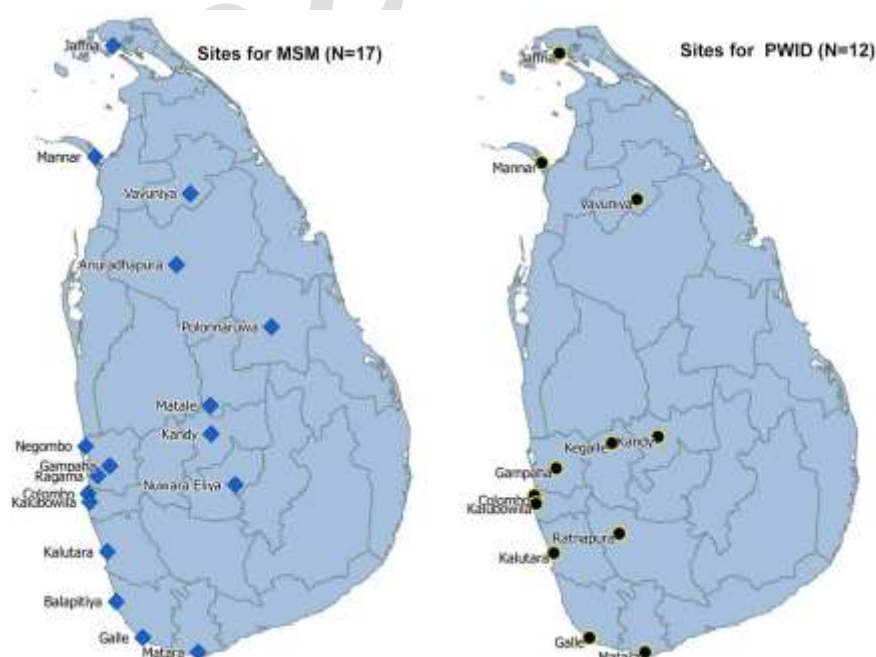 Sites for MSM (N=17)
Jaffna
Mannar
Vavuniya
Anuradhapura
Polonnaruwa
Matale
Kandy
Negombo
Gampaha
Ragama
Nuwara Eliya
Colombo
Kalubowila
Kalutara
Balapitiya
Galle
Matara
Sites for PWID (N=12)
Jaffna
Mannar
Vavuniya
Kegalle
Kandy
Gampaha
Colombo
Kalubowila
Ratnapura
Kalutara
Galle
Matara